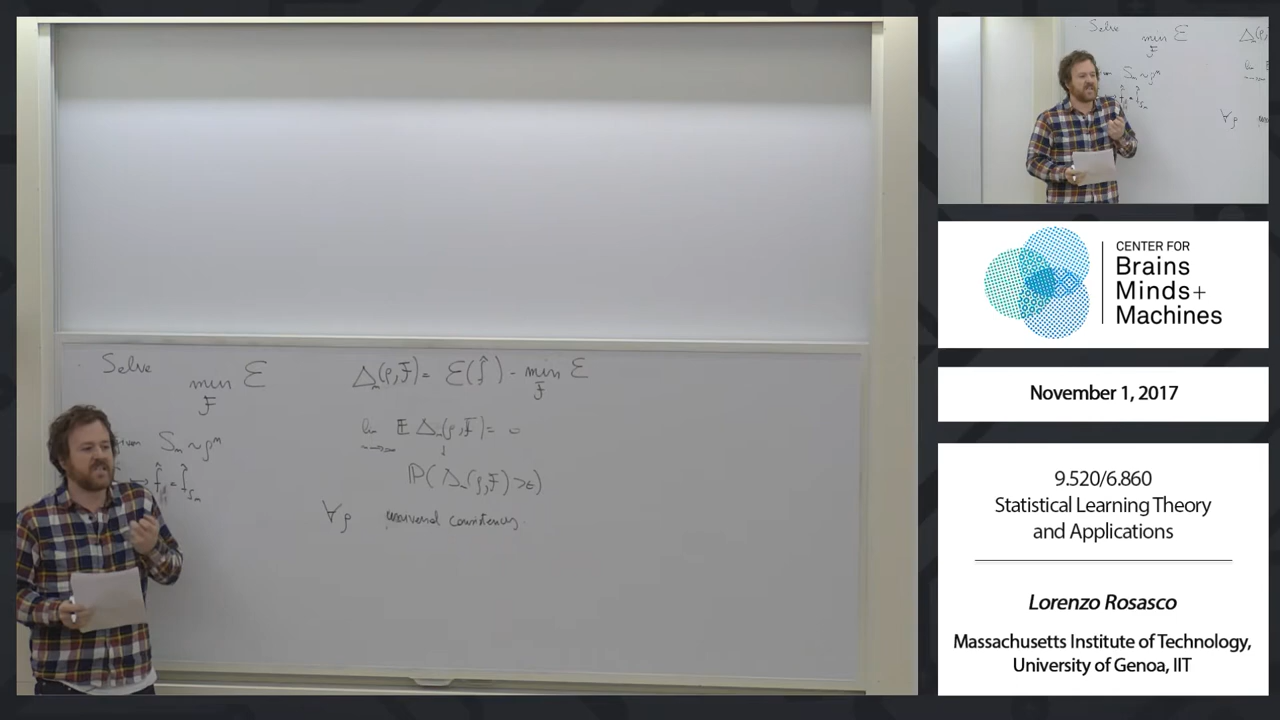 Solve
min ℰ
F
given Sₙ ~ ρⁿ
Δₙ(ρ,F) = ℰ(f̂) - min ℰ
F
lim 𝔼 Δₙ(ρ,F) = 0
ℙ( Δₙ(ρ,F) > ε)
∀ρ universal consistency.
CENTER FOR
Brains
Minds+
Machines
November 1, 2017
9.520/6.860
Statistical Learning Theory
and Applications
Lorenzo Rosasco
Massachusetts Institute of Technology,
University of Genoa, IIT